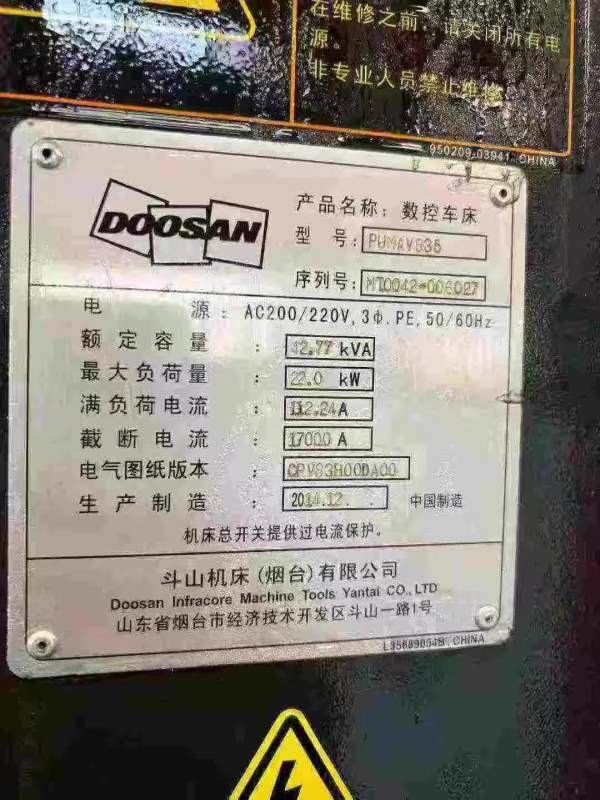 在维修之前，请关闭所有电
源。
非专业人员禁止维修
950209-03941 CHINA
DOOSAN
产品名称：数控车床
型 号：
序列号：MT0042-006027
电 源：AC200/220V,3Φ.PE,50/60Hz
额定容量：42.77 kVA
最大负荷量：22.0 kW
满负荷电流：112.24A
截断电流：17000 A
电气图纸版本：
生产制造：2014.12. 中国制造
机床总开关提供过电流保护。
斗山机床(烟台)有限公司
Doosan Infracore Machine Tools Yantai CO., LTD
山东省烟台市经济技术开发区斗山一路1号
CHINA